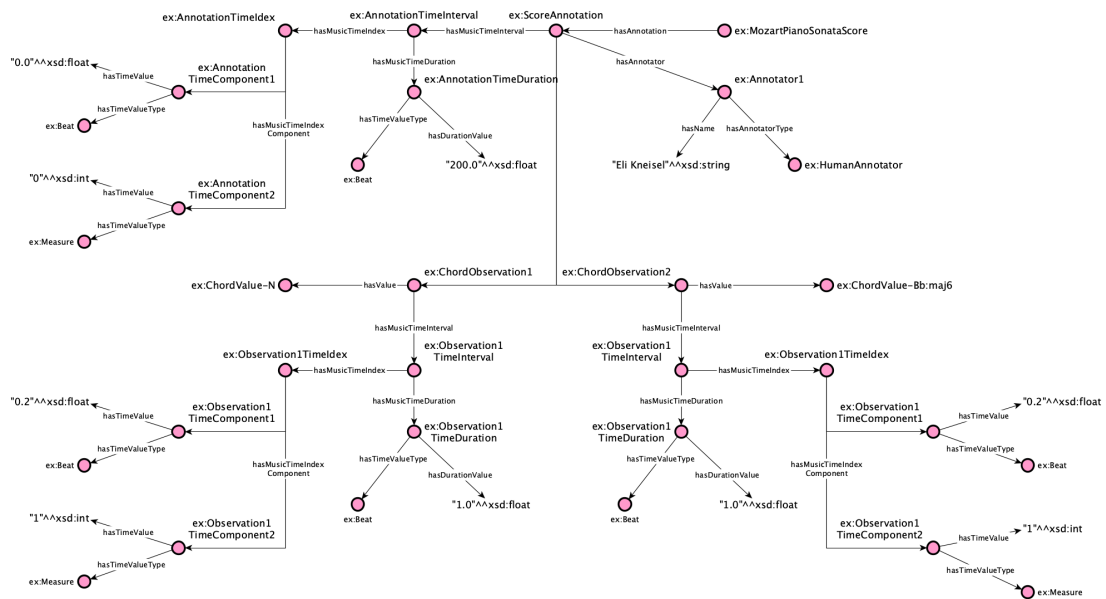 ex:AnnotationTimeIdex
ex:AnnotationTimeInterval
ex:ScoreAnnotation
hasMusicTimeIndex
hasMusicTimeInterval
hasAnnotation
ex:MozartPianoSonataScore
"0.0"^^xsd:float
hasTimeValue
ex:Annotation
TimeComponent1
hasTimeValueType
ex:Beat
hasMusicTimeDuration
ex:AnnotationTimeDuration
hasAnnotator
ex:Annotator1
hasMusicTimeIndex
Component
hasTimeValueType
hasDurationValue
hasName
hasAnnotatorType
ex:Beat
"200.0"^^xsd:float
"Eli Kneisel"^^xsd:string
ex:HumanAnnotator
"0"^^xsd:int
hasTimeValue
ex:Annotation
TimeComponent2
hasTimeValueType
ex:Measure
ex:ChordValue-N
hasValue
ex:ChordObservation1
ex:ChordObservation2
hasValue
ex:ChordValue-Bb:maj6
hasMusicTimeInterval
hasMusicTimeInterval
ex:Observation1TimeIdex
ex:Observation1
TimeInterval
ex:Observation1
TimeInterval
ex:Observation1TimeIdex
hasMusicTimeIndex
hasMusicTimeIndex
"0.2"^^xsd:float
hasTimeValue
ex:Observation1
TimeComponent1
hasTimeValueType
ex:Beat
hasMusicTimeDuration
ex:Observation1
TimeDuration
hasMusicTimeDuration
ex:Observation1
TimeDuration
ex:Observation1
TimeComponent1
hasTimeValue
"0.2"^^xsd:float
hasTimeValueType
ex:Beat
hasMusicTimeIndex
Component
hasTimeValueType
hasDurationValue
ex:Beat
"1.0"^^xsd:float
hasTimeValueType
hasDurationValue
ex:Beat
"1.0"^^xsd:float
hasMusicTimeIndex
Component
"1"^^xsd:int
hasTimeValue
ex:Observation1
TimeComponent2
hasTimeValueType
ex:Measure
ex:Observation1
TimeComponent2
hasTimeValue
"1"^^xsd:int
hasTimeValueType
ex:Measure